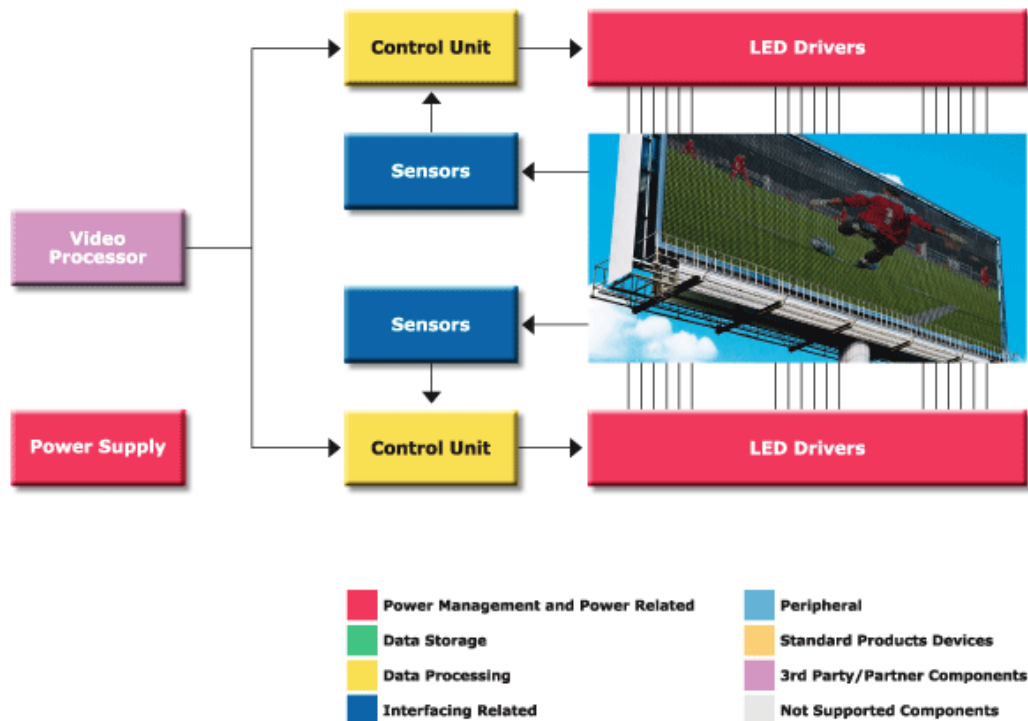 Control Unit
LED Drivers
Sensors
Video
Processor
Sensors
Power Supply
Control Unit
LED Drivers
Power Management and Power Related
Data Storage
Data Processing
Interfacing Related
Peripheral
Standard Products Devices
3rd Party/Partner Components
Not Supported Components